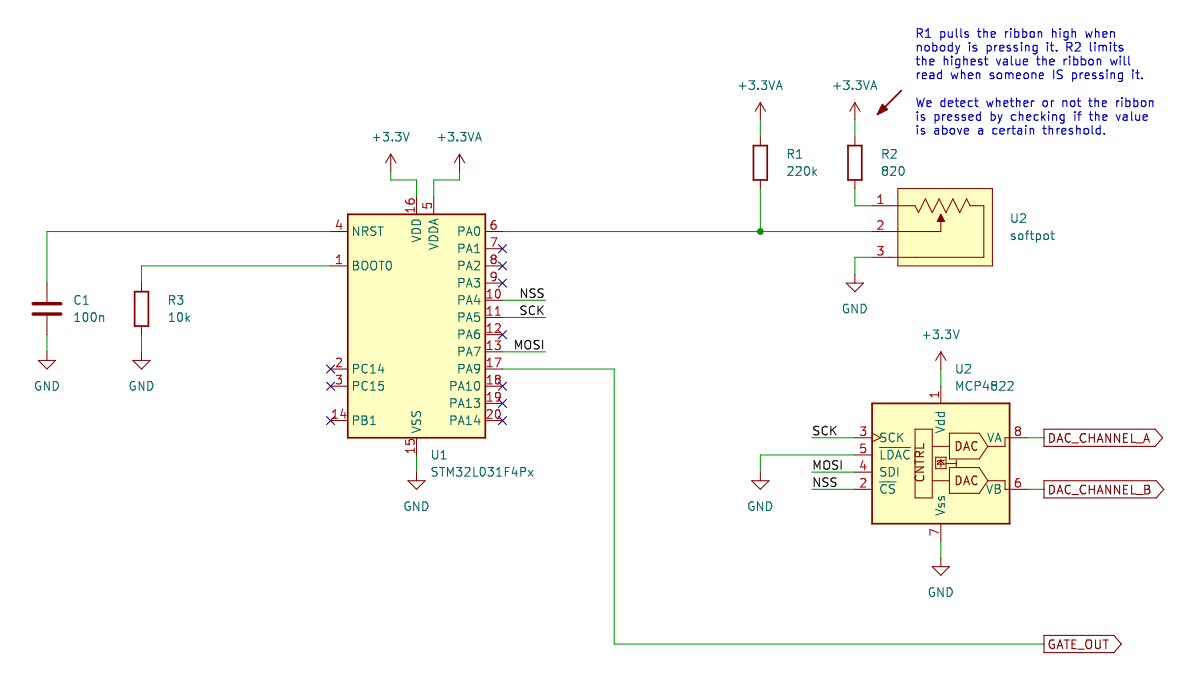 R1 pulls the ribbon high when
nobody is pressing it. R2 limits
the highest value the ribbon will
read when someone IS pressing it.
We detect whether or not the ribbon
is pressed by checking if the value
is above a certain threshold.
+3.3VA
+3.3VA
R1
220k
R2
820
1
2
3
U2
softpot
GND
+3.3V
+3.3VA
16
5
VDD
VDDA
4
NRST
1
BOOT0
2
PC14
3
PC15
14
PB1
PA0
6
PA1
7
PA2
8
PA3
9
PA4
10
NSS
PA5
11
SCK
PA6
12
PA7
13
MOSI
PA9
17
PA10
18
PA13
19
PA14
20
VSS
15
U1
STM32L031F4Px
GND
C1
100n
GND
R3
10k
GND
+3.3V
U2
MCP4822
1
Vdd
SCK
3
SCK
5
LDAC
MOSI
4
SDI
NSS
2
CS
GND
CNTRL
DAC
DAC
VA
8
DAC_CHANNEL_A
VB
6
DAC_CHANNEL_B
Vss
7
GND
GATE_OUT